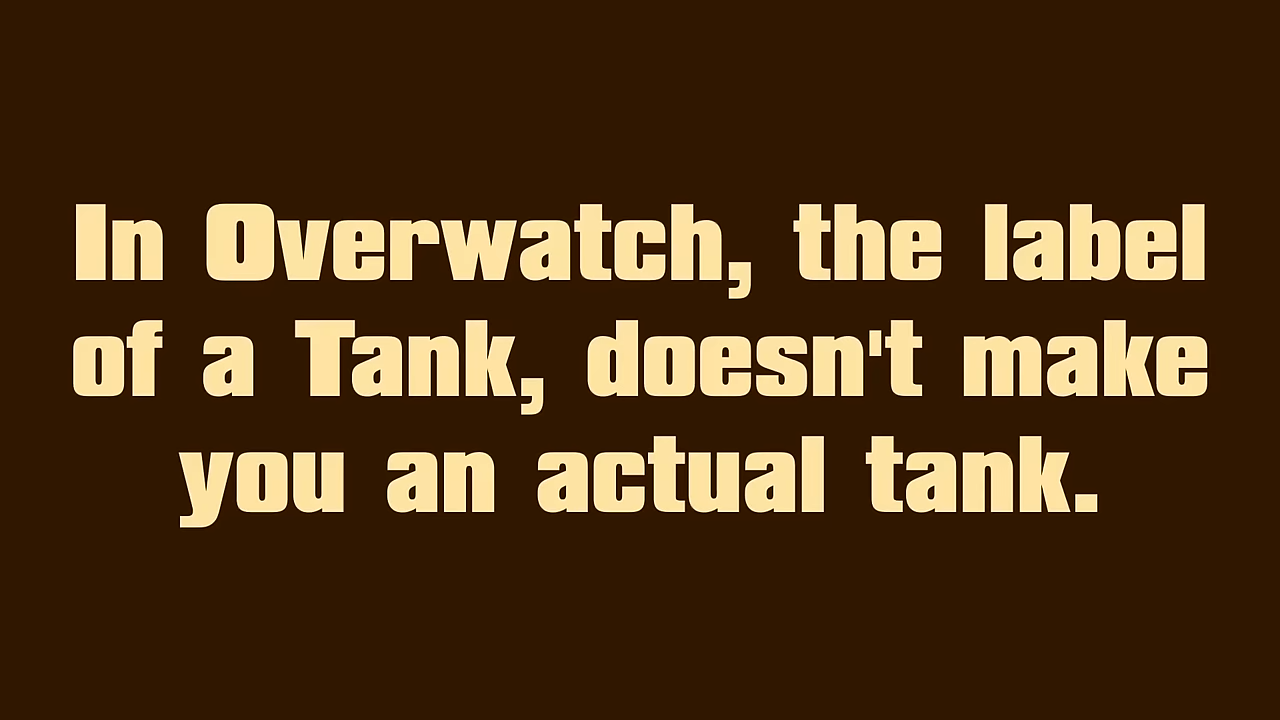 In Overwatch, the label
of a Tank, doesn't make
you an actual tank.